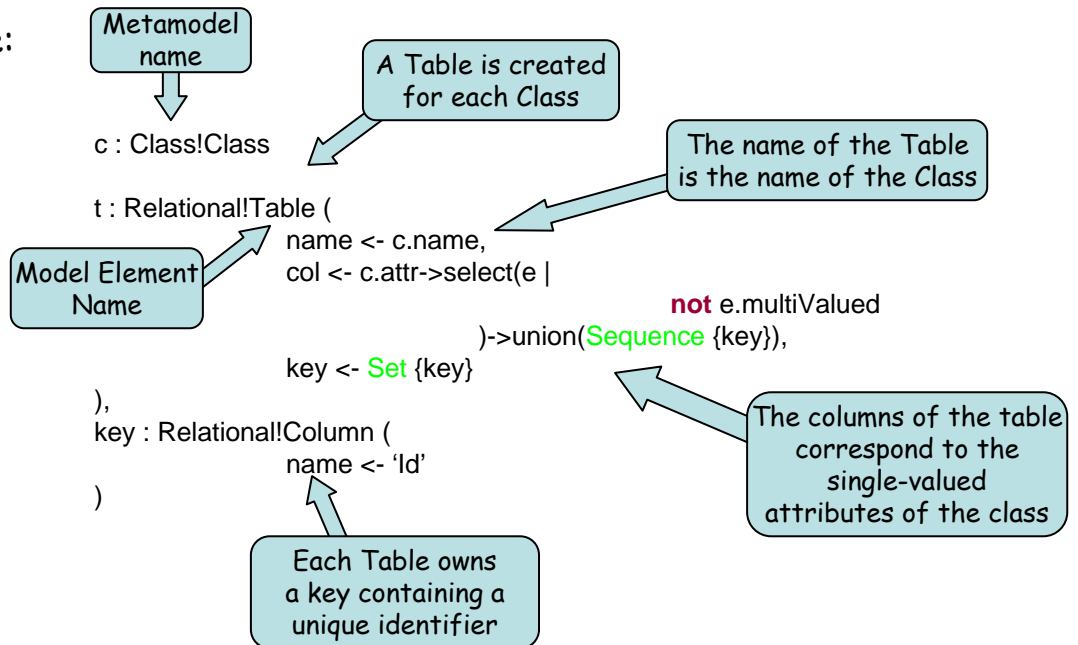 Metamodel
name
A Table is created
for each Class
c : Class!Class
The name of the Table
is the name of the Class
t : Relational!Table (
name <- c.name,
Model Element
Name
col <- c.attr->select(e |
not e.multiValued
)->union(Sequence {key}),
key <- Set {key}
),
The columns of the table
correspond to the
single-valued
attributes of the class
key : Relational!Column (
name <- ‘Id’
)
Each Table owns
a key containing a
unique identifier